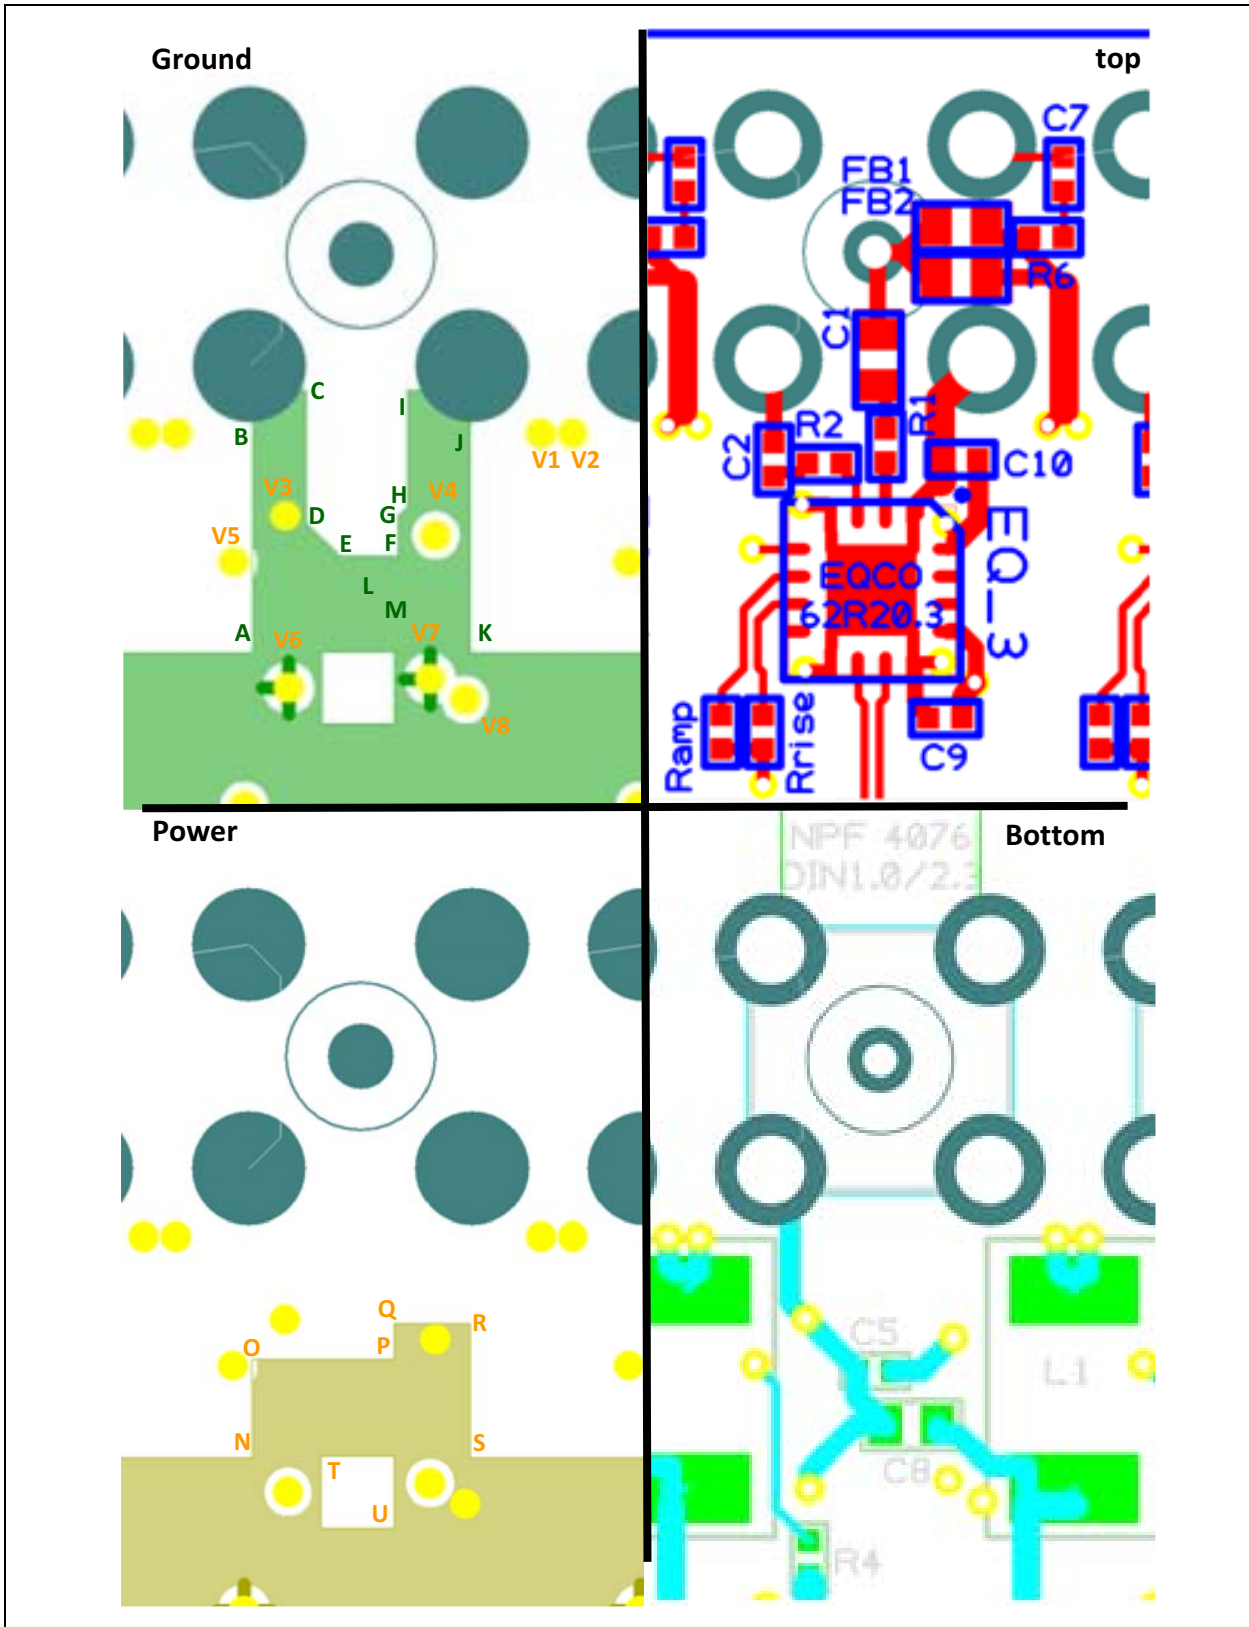 Ground
C
I
B
J
V1 V2
V3
H
V4
D
G
V5
E
F
L
M
A
V6
V7
K
V8
top
C7
FB1
FB2
R6
C1
R1
R2
C2
C10
EQCO
62R20.3
EQ_3
Ramp
Rrise
C9
Power
Q
R
O
P
N
S
T
U
NPF 4076
Bottom
DIN1.0/2.3
C5
L1
C8
R4